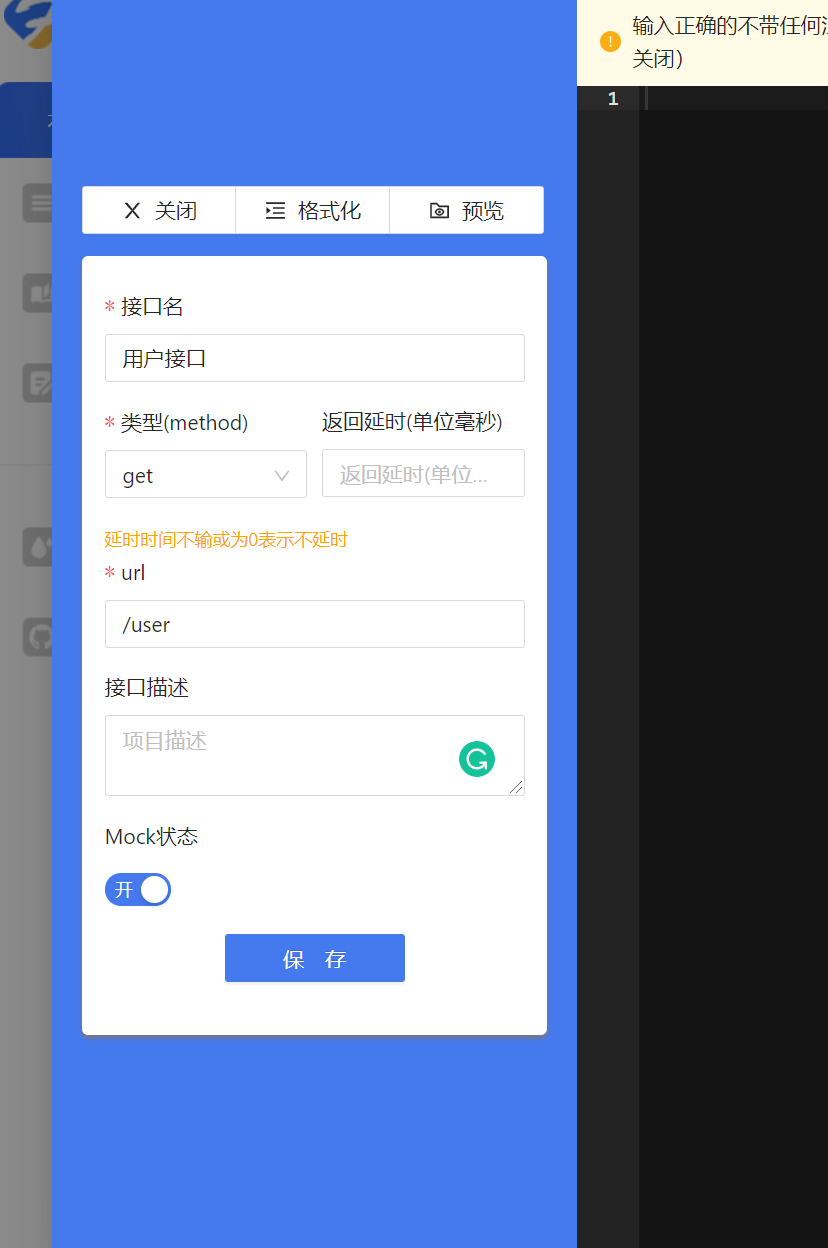 关闭
格式化
预览
* 接口名
用户接口
* 类型(method)
返回延时(单位毫秒)
get
返回延时(单位...
延时时间不输或为0表示不延时
* url
/user
接口描述
项目描述
Mock状态
开
保 存
输入正确的不带任何
关闭）
1